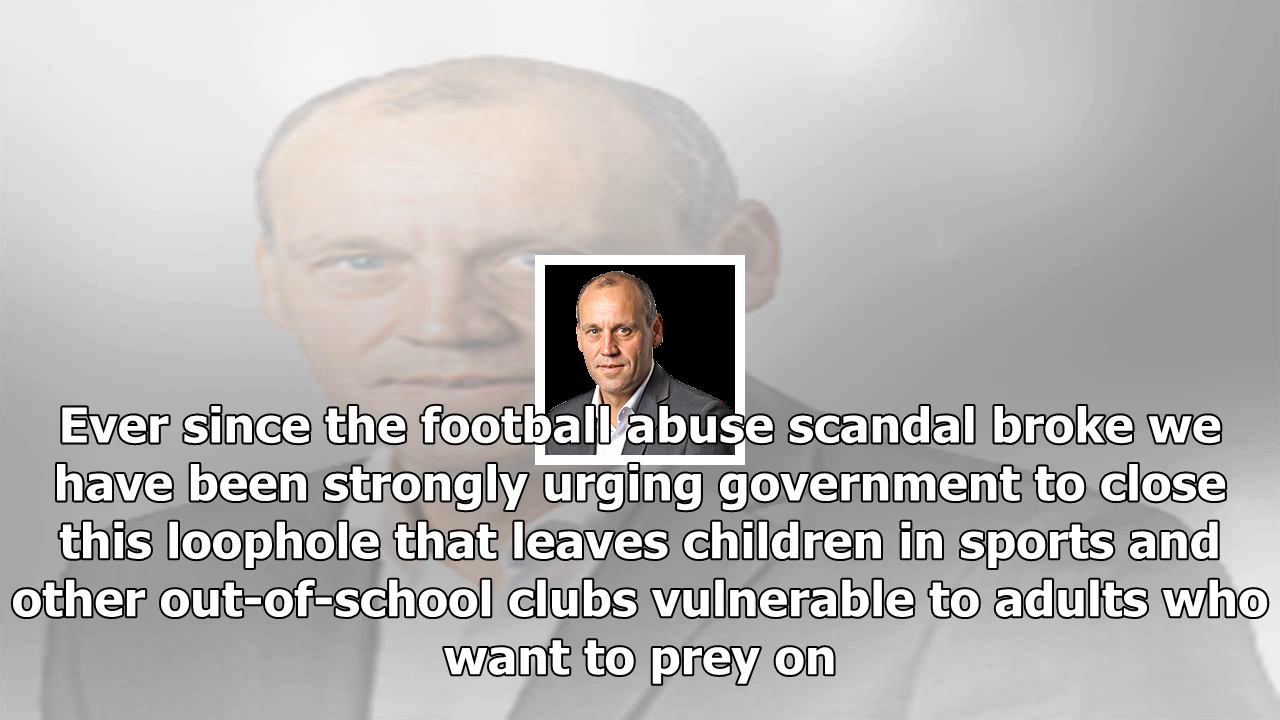 Ever since the football abuse scandal broke we
have been strongly urging government to close
this loophole that leaves children in sports and
other out-of-school clubs vulnerable to adults who
want to prey on